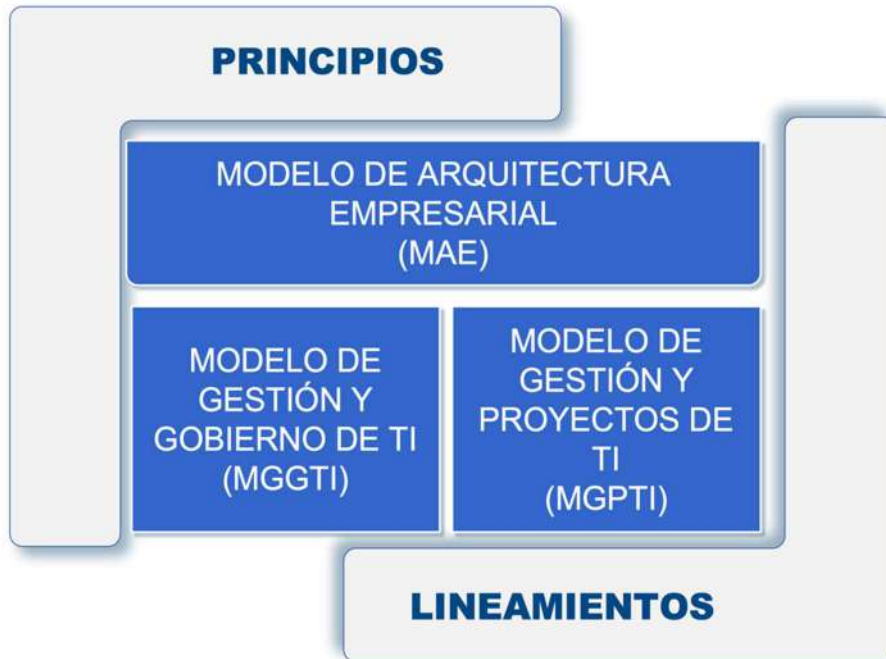 PRINCIPIOS
MODELO DE ARQUITECTURA
EMPRESARIAL
(MAE)
MODELO DE
GESTIÓN Y
GOBIERNO DE TI
(MGGTI)
MODELO DE
GESTIÓN Y
PROYECTOS DE
TI
(MGPTI)
LINEAMIENTOS